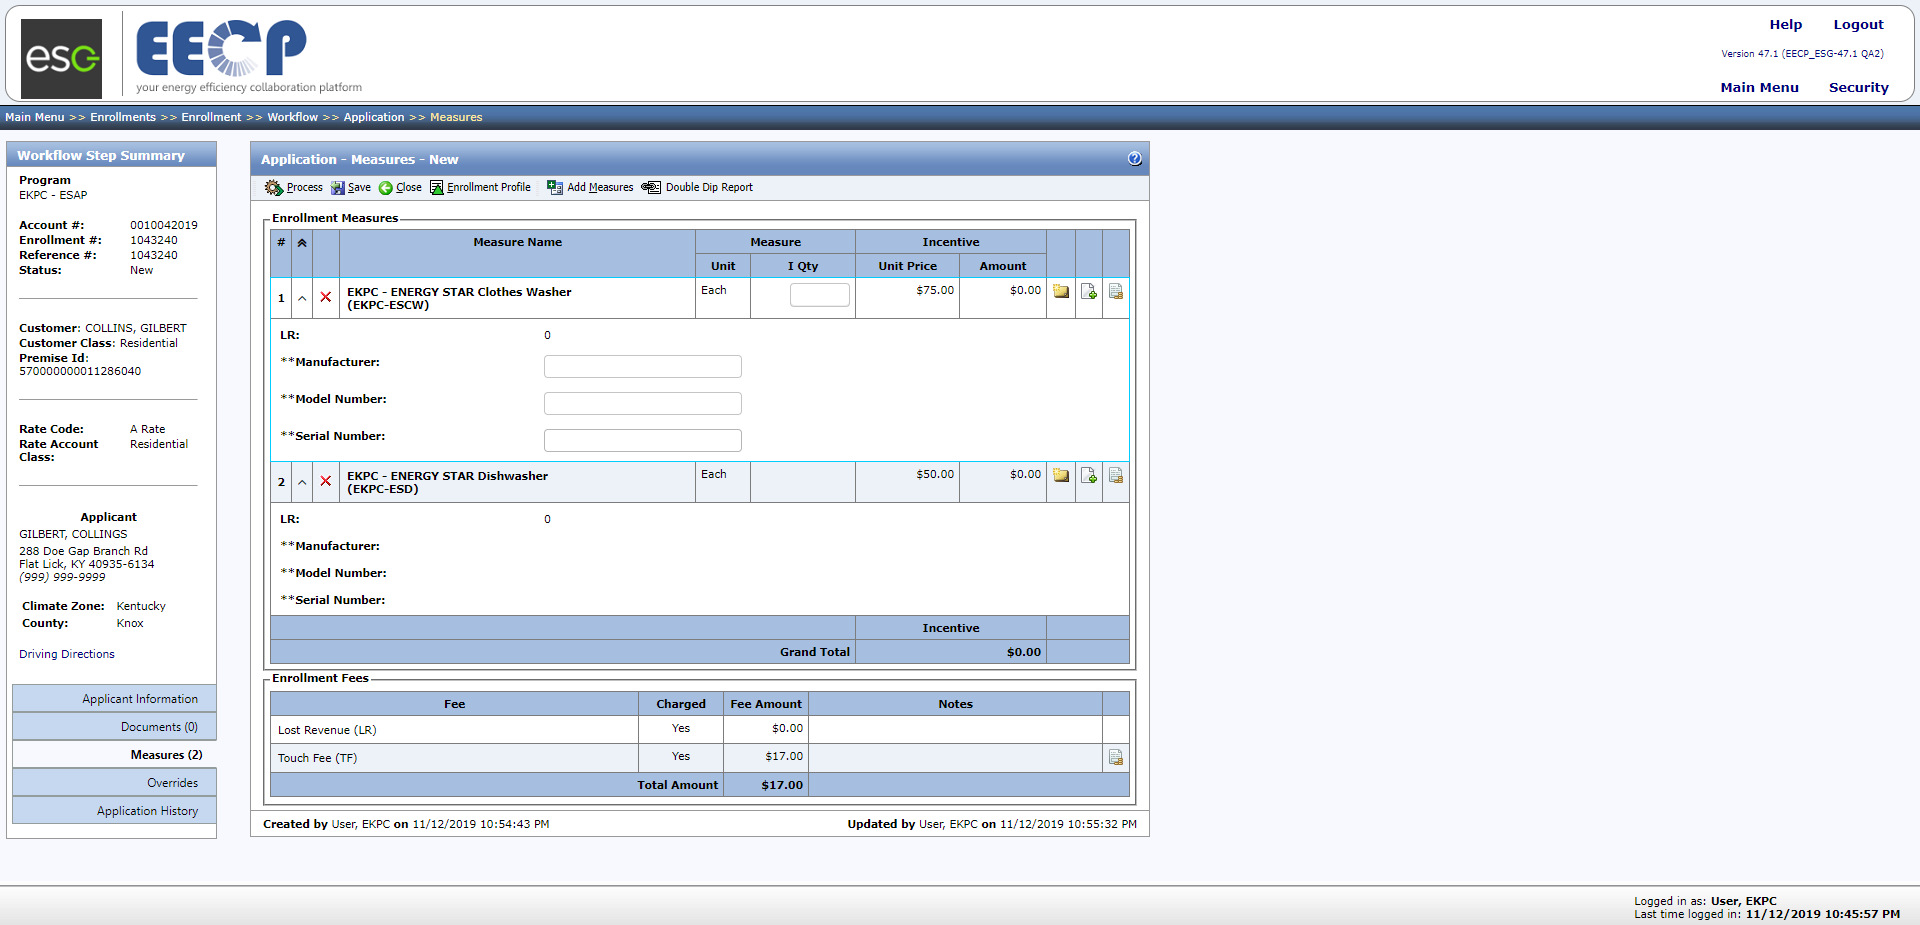 esg
EECP
your energy efficiency collaboration platform
Help Logout
Version 47.1 (EECP_ESG-47.1 QA2)
Main Menu Security
Main Menu >> Enrollments >> Enrollment >> Workflow >> Application >> Measures
Workflow Step Summary
Program
EKPC - ESAP
Account #: 0010042019
Enrollment #: 1043240
Reference #: 1043240
Status: New
Customer: COLLINS, GILBERT
Customer Class: Residential
Premise Id:
570000000011286040
Rate Code: A Rate
Rate Account Residential
Class:
Applicant
GILBERT, COLLINGS
288 Doe Gap Branch Rd
Flat Lick, KY 40935-6134
(999) 999-9999
Climate Zone: Kentucky
County: Knox
Driving Directions
Applicant Information
Documents (0)
Measures (2)
Overrides
Application History
Application - Measures - New
Process Save Close Enrollment Profile Add Measures Double Dip Report
Enrollment Measures
# Measure Name Measure Incentive
Unit I Qty Unit Price Amount
1 EKPC - ENERGY STAR Clothes Washer Each $75.00 $0.00
(EKPC-ESCW)
LR: 0
**Manufacturer:
**Model Number:
**Serial Number:
2 EKPC - ENERGY STAR Dishwasher Each $50.00 $0.00
(EKPC-ESD)
LR: 0
**Manufacturer:
**Model Number:
**Serial Number:
Incentive
Grand Total $0.00
Enrollment Fees
Fee Charged Fee Amount Notes
Lost Revenue (LR) Yes $0.00
Touch Fee (TF) Yes $17.00
Total Amount $17.00
Created by User, EKPC on 11/12/2019 10:54:43 PM Updated by User, EKPC on 11/12/2019 10:55:32 PM
Logged in as: User, EKPC
Last time logged in: 11/12/2019 10:45:57 PM